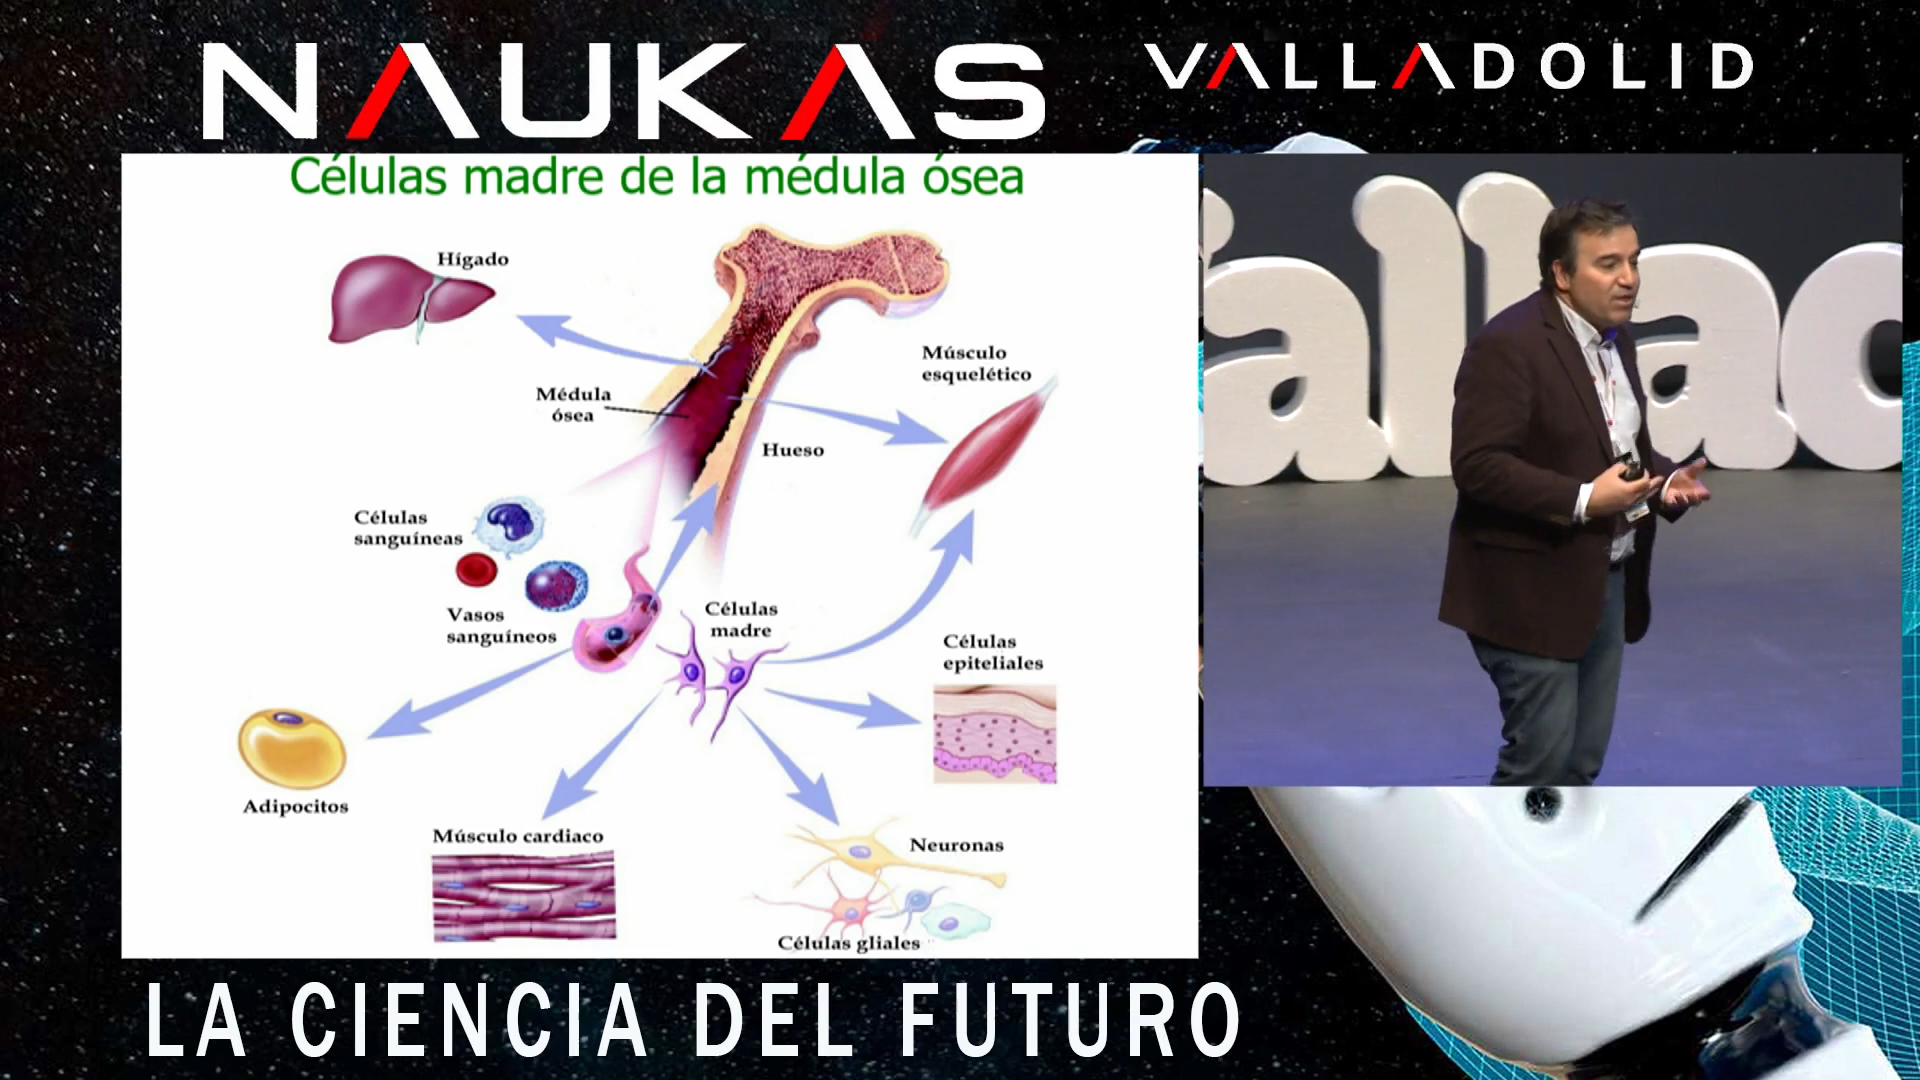 NAUKAS VALLADOLID
Células madre de la médula ósea
Hígado
Músculo
esquelético
Médula
ósea
Hueso
Células
sanguíneas
Vasos
sanguíneos
Células
madre
Células
epiteliales
Adipocitos
Músculo cardiaco
Neuronas
Células gliales
allad
LA CIENCIA DEL FUTURO